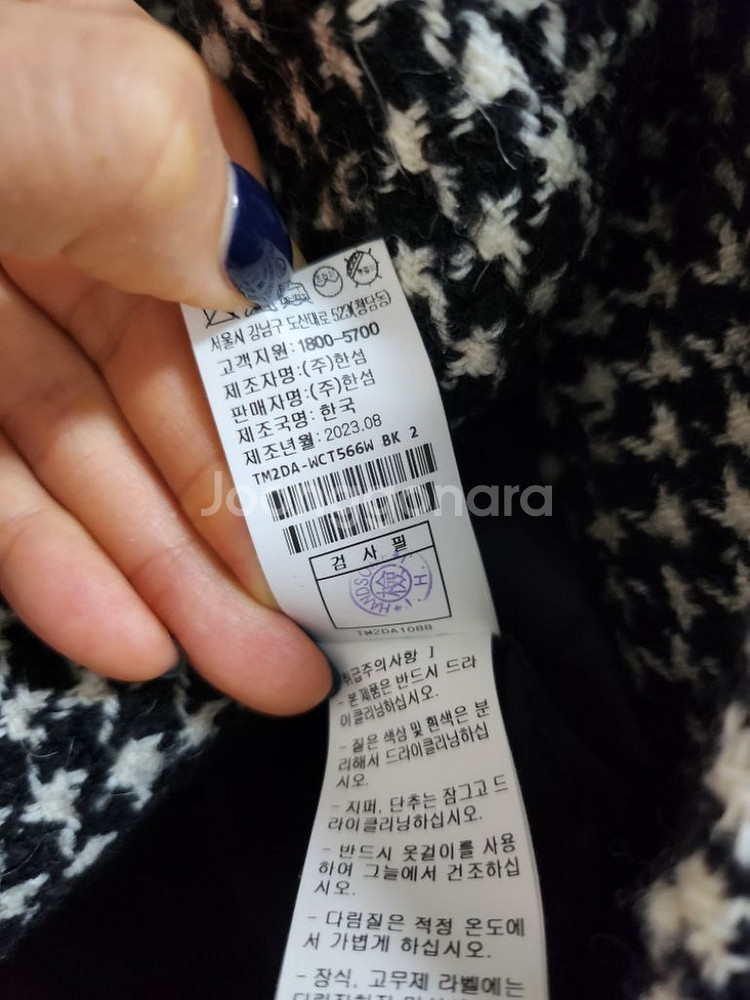 서울시 강남구 도산대로 523(청담동)
고객지원:1800-5700
제조자명:(주)한섬
판매자명:(주)한섬
제조국명: 한국
제조년월: 2023.08
TM2DA-WCT566W BK 2
Joonggonara
검 사 필
HANDSO
H.
TM2DA108B
취급주의사항 1
- 본 제품은 반드시 드라
이클리닝하십시오.
- 짙은 색상 및 흰색은 분
리해서 드라이클리닝하십
시오.
- 지퍼, 단추는 잠그고 드
라이클리닝하십시오.
- 반드시 옷걸이를 사용
하여 그늘에서 건조하십
시오.
- 다림질은 적정 온도에
서 가볍게 하십시오.
- 장식, 고무제 라벨에는